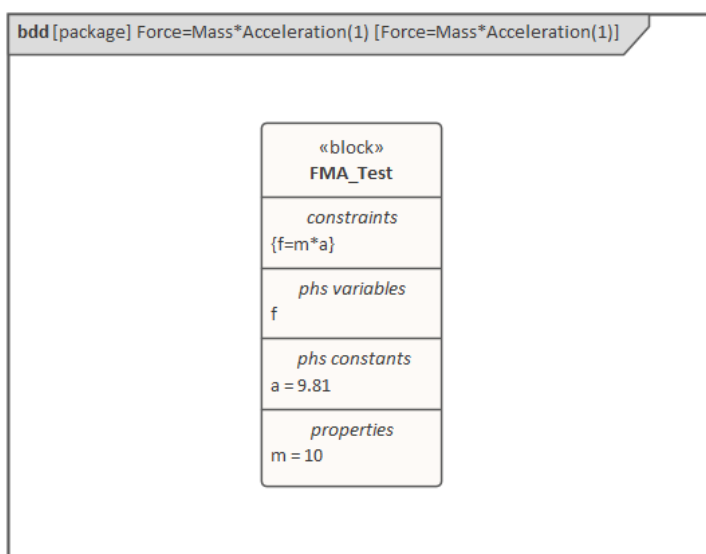 bdd [package] Force=Mass*Acceleration(1) [Force=Mass*Acceleration(1)]
«block»
FMA_Test
constraints
{f=m*a}
phs variables
f
phs constants
a = 9.81
properties
m = 10